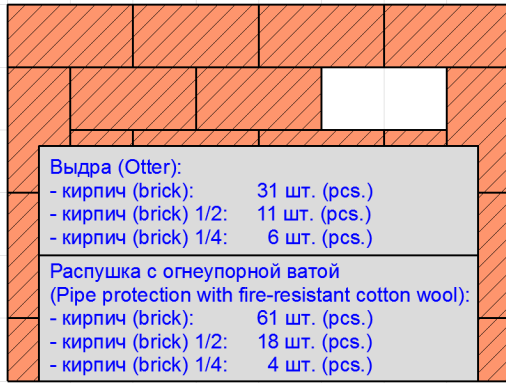 Выдра (Otter):
- кирпич (brick): 31 шт. (pcs.)
- кирпич (brick) 1/2: 11 шт. (pcs.)
- кирпич (brick) 1/4: 6 шт. (pcs.)
Распушка с огнеупорной ватой
(Pipe protection with fire-resistant cotton wool):
- кирпич (brick): 61 шт. (pcs.)
- кирпич (brick) 1/2: 18 шт. (pcs.)
- кирпич (brick) 1/4: 4 шт. (pcs.)